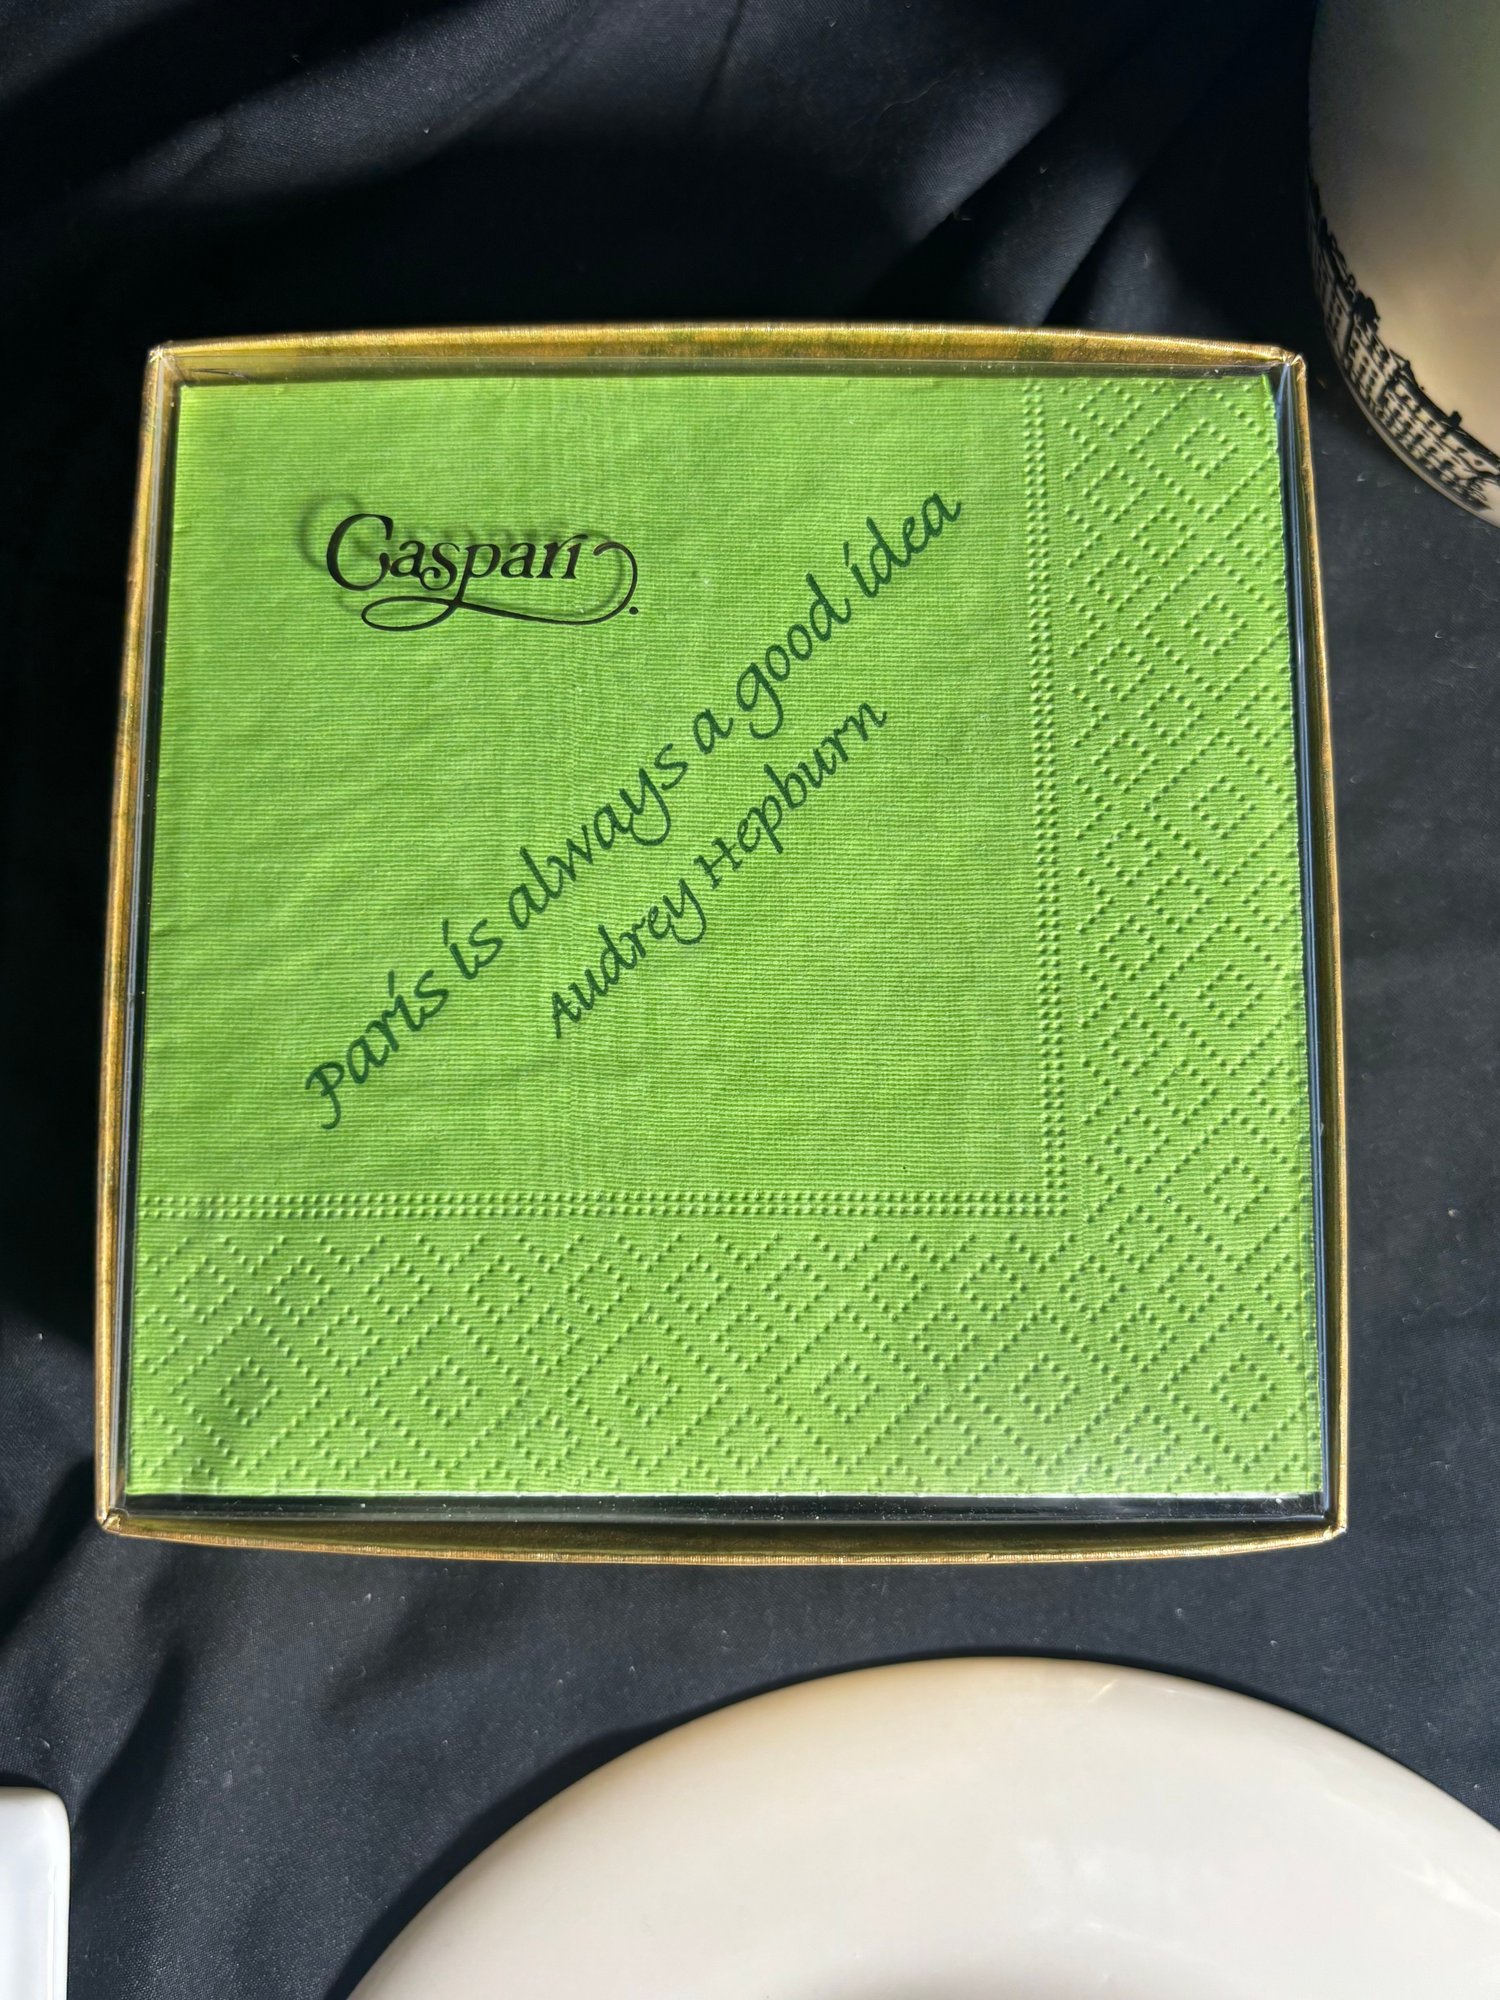 Caspari
Paris is always a good idea
Audrey Hepburn